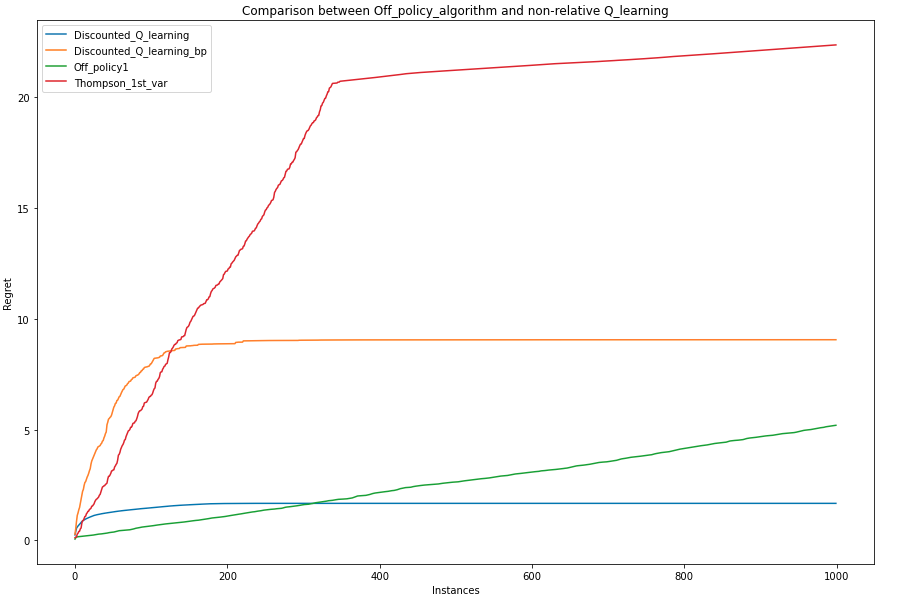 Comparison between Off_policy_algorithm and non-relative Q_learning
Discounted_Q_learning
Discounted_Q_learning_bp
Off_policy1
Thompson_1st_var
20
15
10
5
0
Regret
0 200 400 600 800 1000
Instances